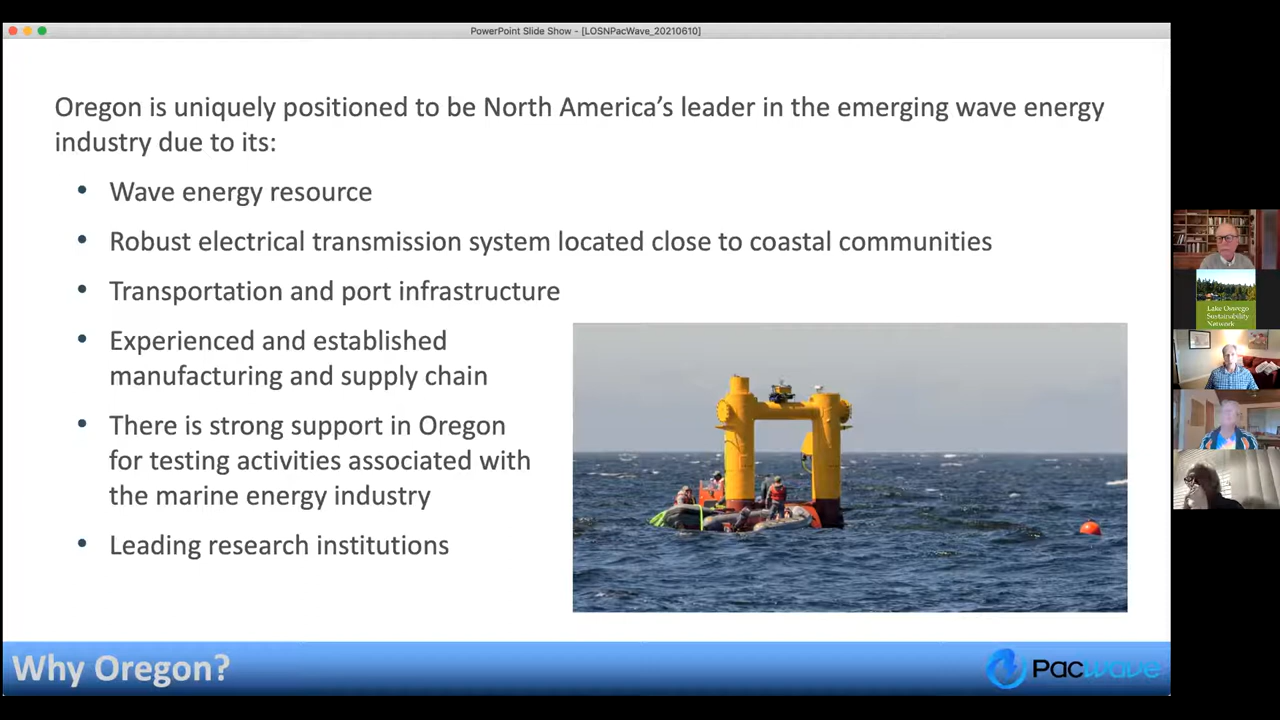 PowerPoint Slide Show - [LOSNPacWave_20210610]
Oregon is uniquely positioned to be North America’s leader in the emerging wave energy
industry due to its:
• Wave energy resource
• Robust electrical transmission system located close to coastal communities
• Transportation and port infrastructure
• Experienced and established
manufacturing and supply chain
• There is strong support in Oregon
for testing activities associated with
the marine energy industry
• Leading research institutions
Lake Oswego
Sustainability
Network
Why Oregon?
PacWave